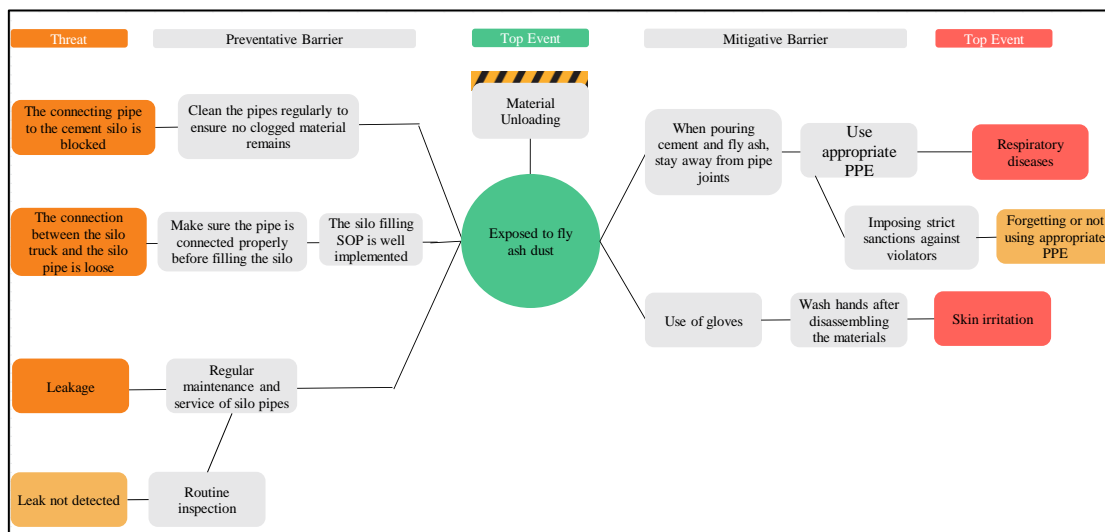 Threat
Preventative Barrier
Top Event
Mitigative Barrier
Top Event
Material
Unloading
The connecting pipe
to the cement silo is
blocked
Clean the pipes regularly to
ensure no clogged material
remains
When pouring
cement and fly ash,
stay away from pipe
joints
Use
appropriate
PPE
Respiratory
diseases
The connection
between the silo
truck and the silo
pipe is loose
Make sure the pipe is
connected properly
before filling the silo
The silo filling
SOP is well
implemented
Exposed to fly
ash dust
Imposing strict
sanctions against
violators
Forgetting or not
using appropriate
PPE
Use of gloves
Wash hands after
disassembling
the materials
Skin irritation
Leakage
Regular
maintenance and
service of silo pipes
Leak not detected
Routine
inspection